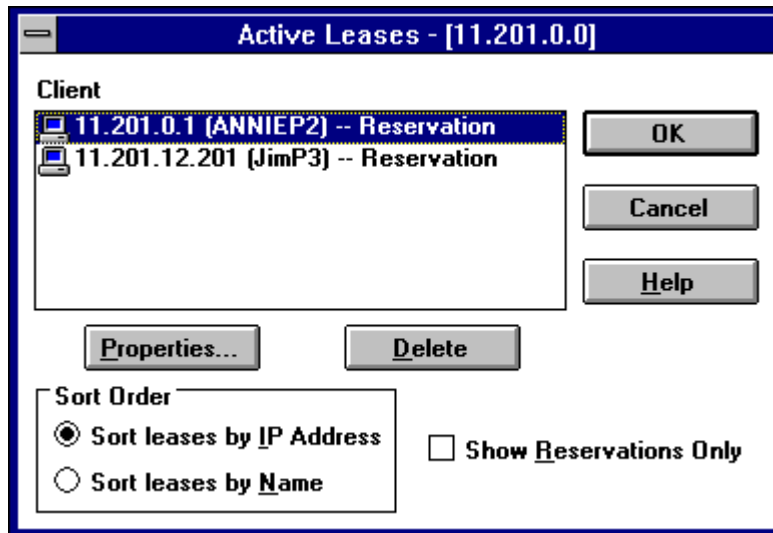 Active Leases - [11.201.0.0]
Client
11.201.0.1 (ANNIEP2) -- Reservation
11.201.12.201 (JimP3) -- Reservation
OK
Cancel
Help
Properties...
Delete
Sort Order
Sort leases by IP Address
Sort leases by Name
Show Reservations Only